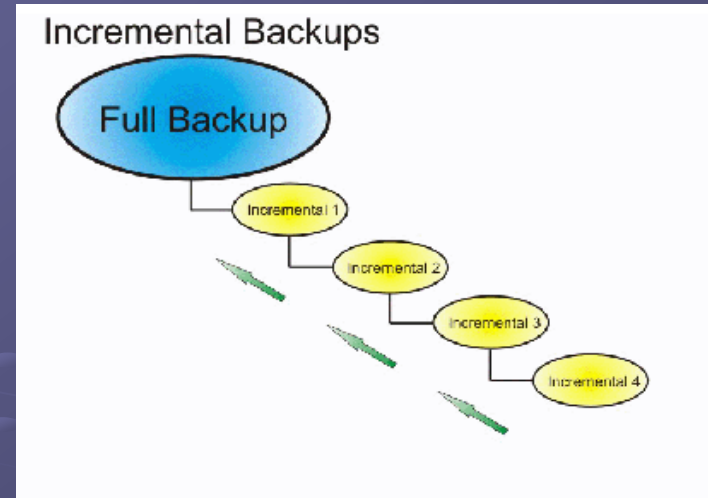 Incremental Backups
Full Backup
Incremental 1
Incremental 2
Incremental 3
Incremental 4